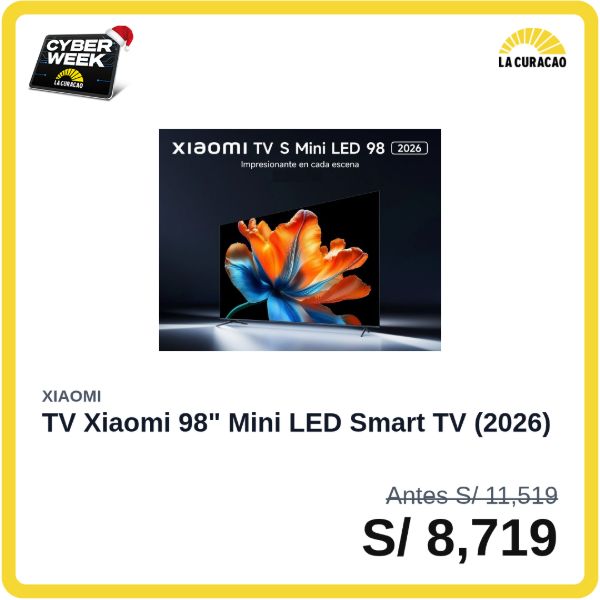 CYBER
WEEK
LA CURACAO
LA CURACAO
XIAOMI TV S Mini LED 98 2026
Impresionante en cada escena
XIAOMI
TV Xiaomi 98" Mini LED Smart TV (2026)
Antes S/ 11,519
S/ 8,719